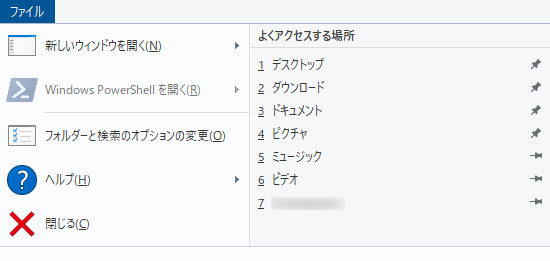 ファイル
新しいウィンドウを開く(N)
Windows PowerShell を開く(R)
フォルダーと検索のオプションの変更(O)
ヘルプ(H)
閉じる(C)
よくアクセスする場所
1 デスクトップ
2 ダウンロード
3 ドキュメント
4 ピクチャ
5 ミュージック
6 ビデオ
7